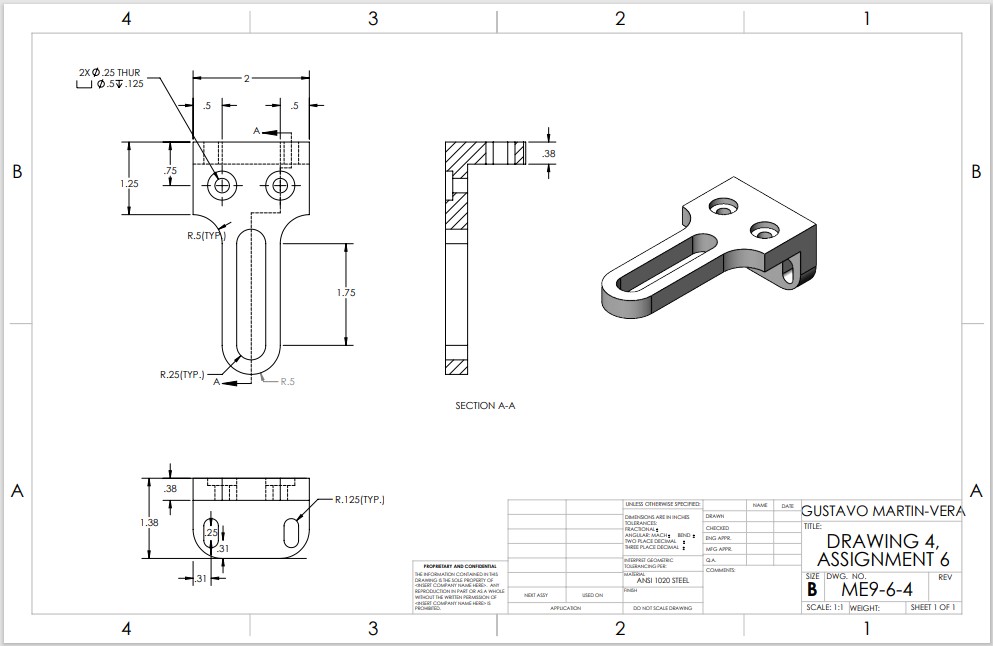 4 3 2 1
B
B
A
A
2X Ø .25 THUR
⌴ Ø .5 ↧ .125
2
.5
.5
A
.75
1.25
R.5(TYP.)
1.75
R.25(TYP.)
A
R.5
.38
SECTION A-A
.38
1.38
.25
.31
.31
R.125(TYP.)
PROPRIETARY AND CONFIDENTIAL
THE INFORMATION CONTAINED IN THIS
DRAWING IS THE SOLE PROPERTY OF
<INSERT COMPANY NAME HERE>. ANY
REPRODUCTION IN PART OR AS A WHOLE
WITHOUT THE WRITTEN PERMISSION OF
<INSERT COMPANY NAME HERE> IS
PROHIBITED.
NEXT ASSY
USED ON
APPLICATION
UNLESS OTHERWISE SPECIFIED:
DIMENSIONS ARE IN INCHES
TOLERANCES:
FRACTIONAL ±
ANGULAR: MACH ± BEND ±
TWO PLACE DECIMAL ±
THREE PLACE DECIMAL ±
INTERPRET GEOMETRIC
TOLERANCING PER:
MATERIAL
ANSI 1020 STEEL
FINISH
DO NOT SCALE DRAWING
NAME
DATE
DRAWN
CHECKED
ENG APPR.
MFG APPR.
Q.A.
COMMENTS:
GUSTAVO MARTIN-VERA
TITLE:
DRAWING 4,
ASSIGNMENT 6
SIZE
B
DWG. NO.
ME9-6-4
REV
SCALE: 1:1
WEIGHT:
SHEET 1 OF 1
4 3 2 1